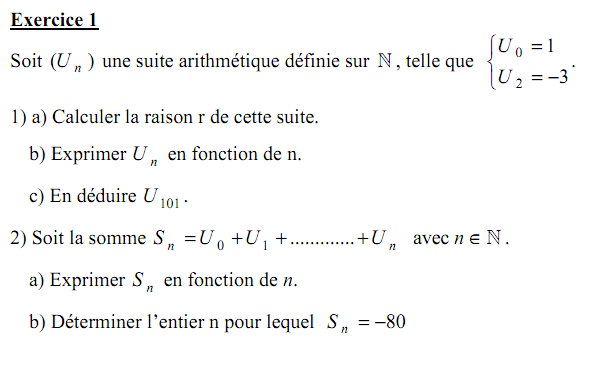 Exercice 1
Soit (U_n) une suite arithmétique définie sur ℕ, telle que {U_0 = 1
U_2 = −3.
1) a) Calculer la raison r de cette suite.
b) Exprimer U_n en fonction de n.
c) En déduire U_101.
2) Soit la somme S_n = U_0 + U_1 + ............. + U_n avec n ∈ ℕ.
a) Exprimer S_n en fonction de n.
b) Déterminer l'entier n pour lequel S_n = −80